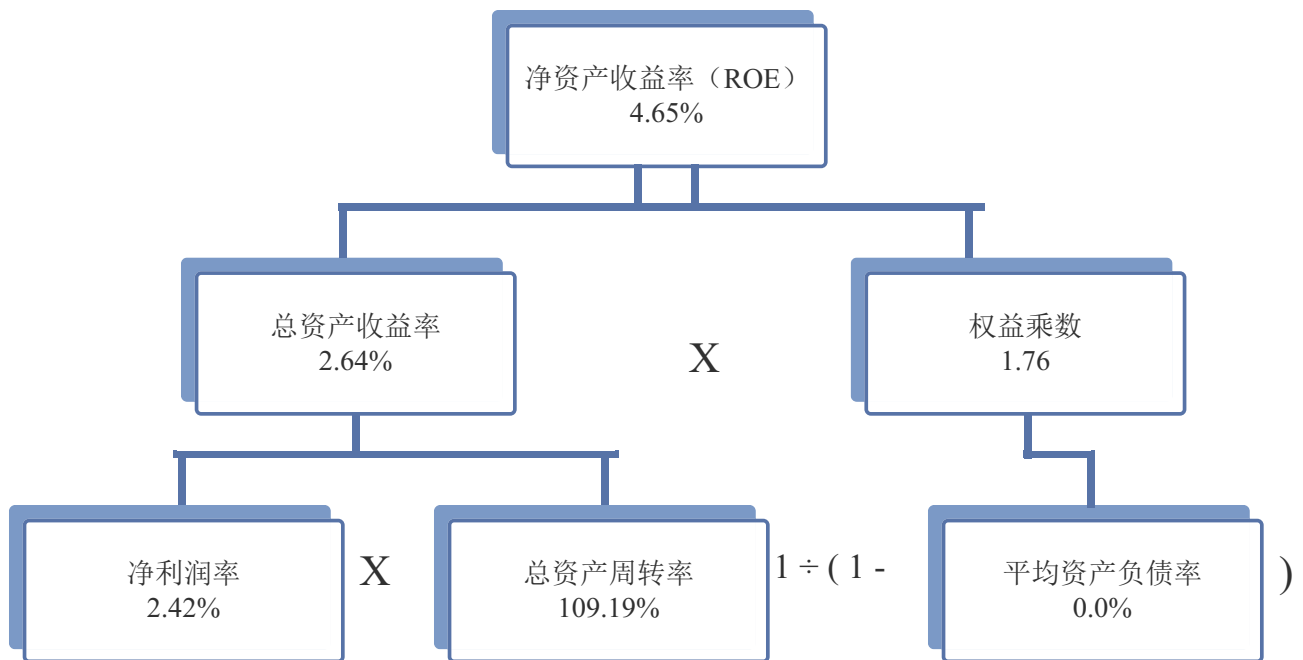 净资产收益率（ROE）
4.65%
总资产收益率
2.64%
X
权益乘数
1.76
净利润率
2.42%
X
总资产周转率
109.19%
1 ÷ ( 1 -
平均资产负债率
0.0%
)